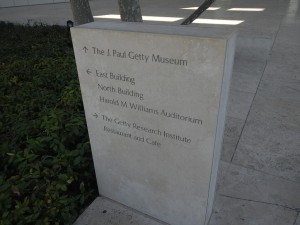 ↑ The J. Paul Getty Museum
← East Building
North Building
Harold M. Williams Auditorium
→ The Getty Research Institute
Restaurant and Cafe